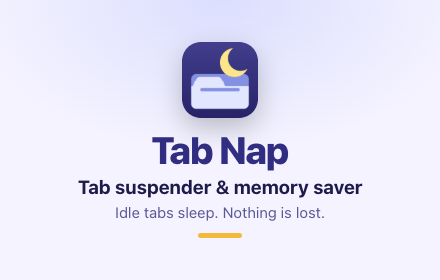 Tab Nap
Tab suspender & memory saver
Idle tabs sleep. Nothing is lost.